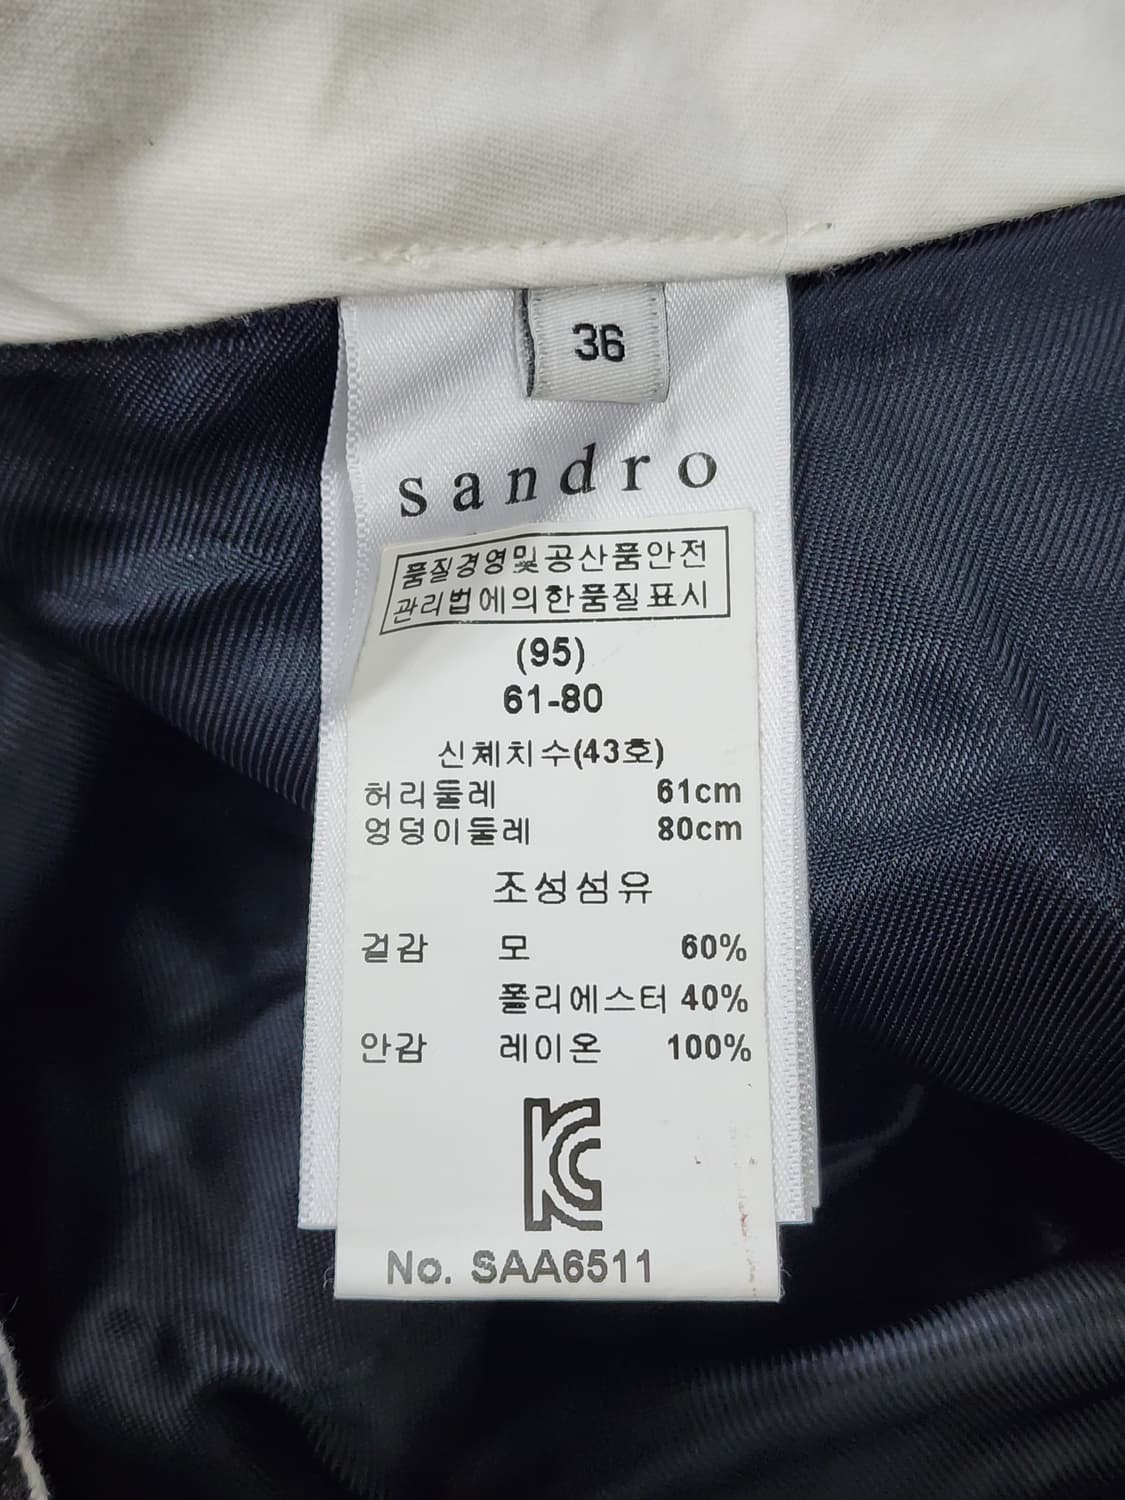 36
sandro
품질경영및공산품안전
관리법에의한품질표시
(95)
61-80
신체치수(43호)
허리둘레 61cm
엉덩이둘레 80cm
조성섬유
겉감 모 60%
폴리에스터 40%
안감 레이온 100%
KC
No. SAA6511